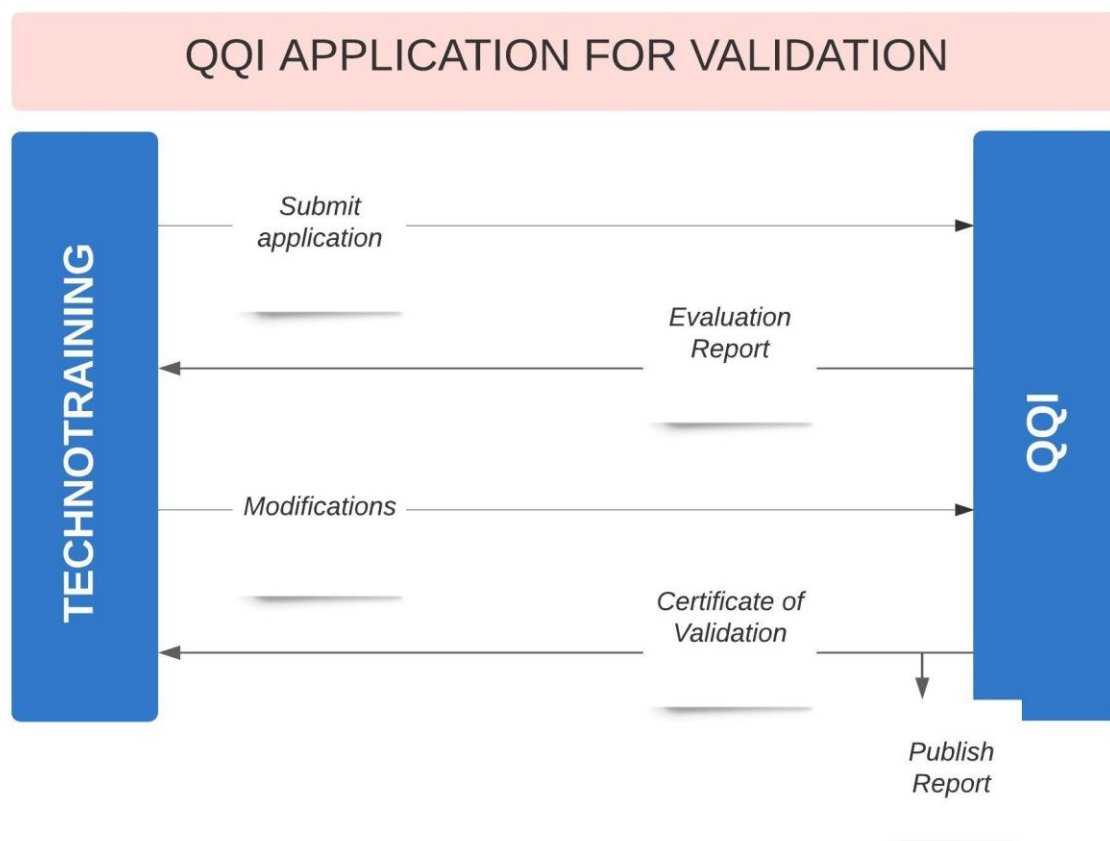 QQI APPLICATION FOR VALIDATION
TECHNOTRAINING
QQI
Submit
application
Evaluation
Report
Modifications
Certificate of
Validation
Publish
Report